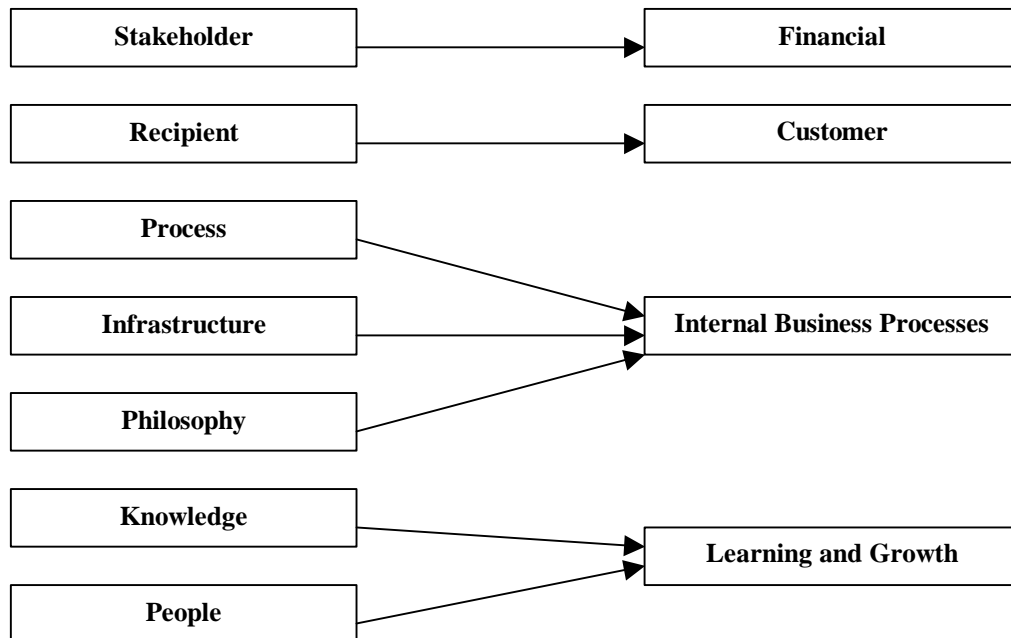 Stakeholder
Financial
Recipient
Customer
Process
Infrastructure
Internal Business Processes
Philosophy
Knowledge
Learning and Growth
People